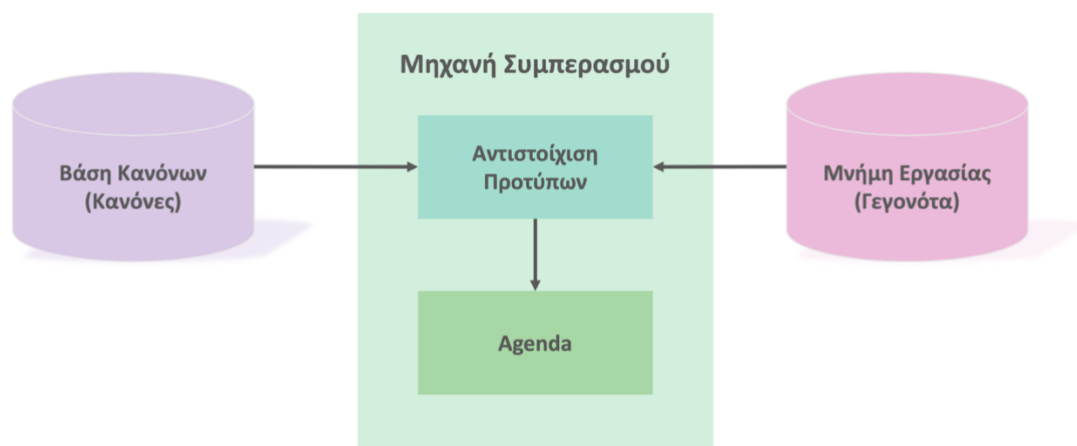 Μηχανή Συμπερασμού
Βάση Κανόνων
(Κανόνες)
Αντιστοίχιση
Προτύπων
Μνήμη Εργασίας
(Γεγονότα)
Agenda